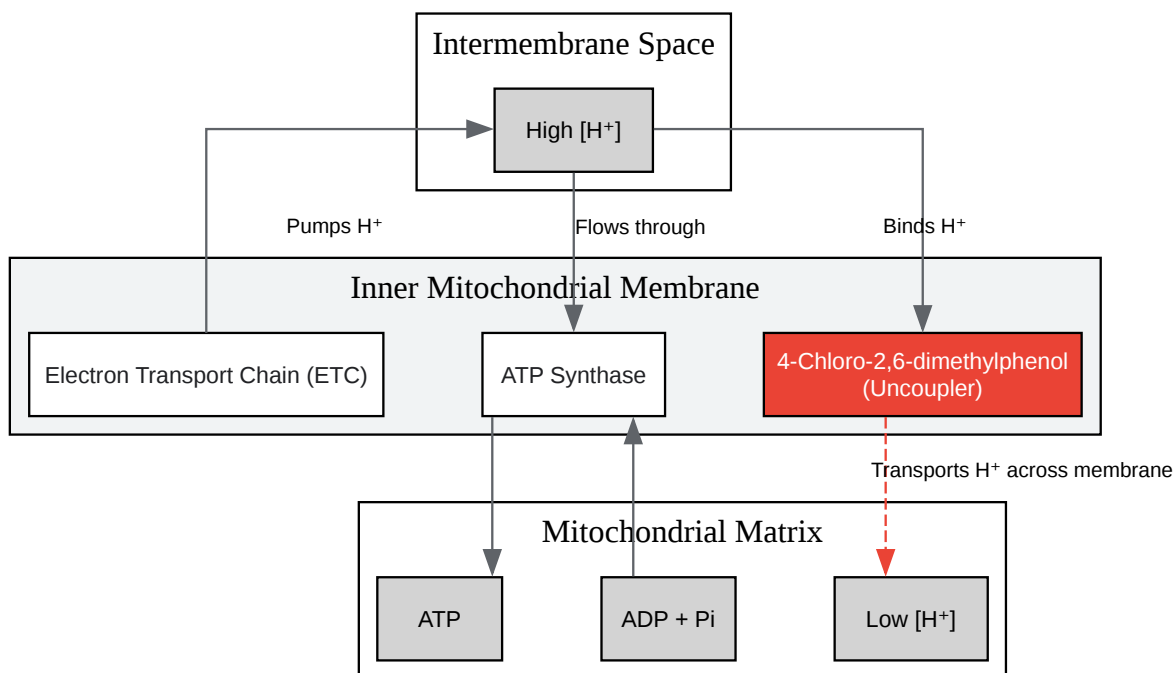 Intermembrane Space
High [H⁺]
Pumps H⁺
Flows through
Binds H⁺
Inner Mitochondrial Membrane
Electron Transport Chain (ETC)
ATP Synthase
4-Chloro-2,6-dimethylphenol
(Uncoupler)
Transports H⁺ across membrane
Mitochondrial Matrix
ATP
ADP + Pi
Low [H⁺]